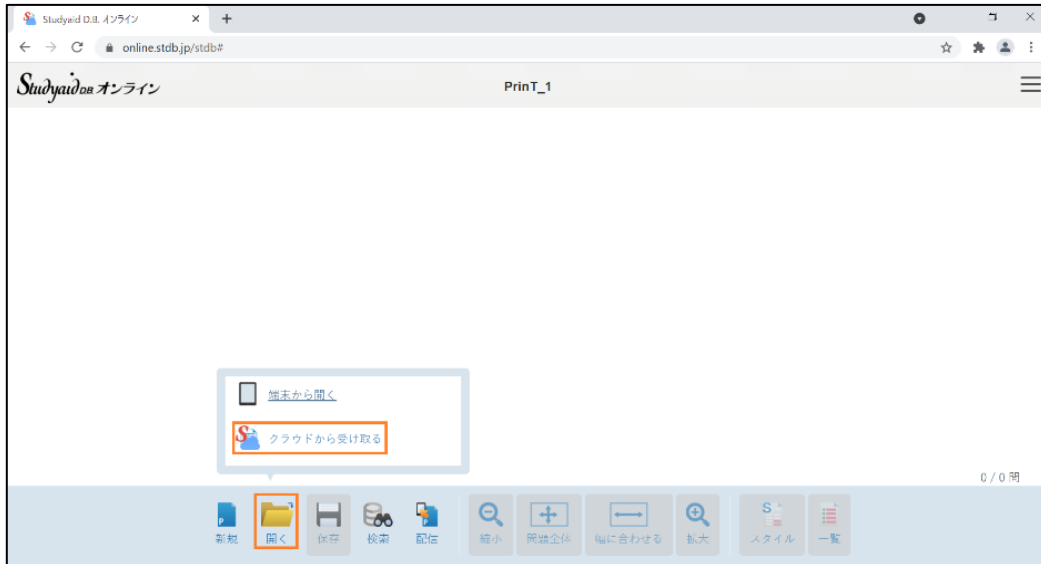 Studyaid D.B. オンライン
online.stdb.jp/stdb#
Studyaid DB オンライン
PrinT_1
端末から開く
クラウドから受け取る
0 / 0 問
新規 開く 保存 検索 配信 縮小 問題全体 幅に合わせる 拡大 スタイル 一覧